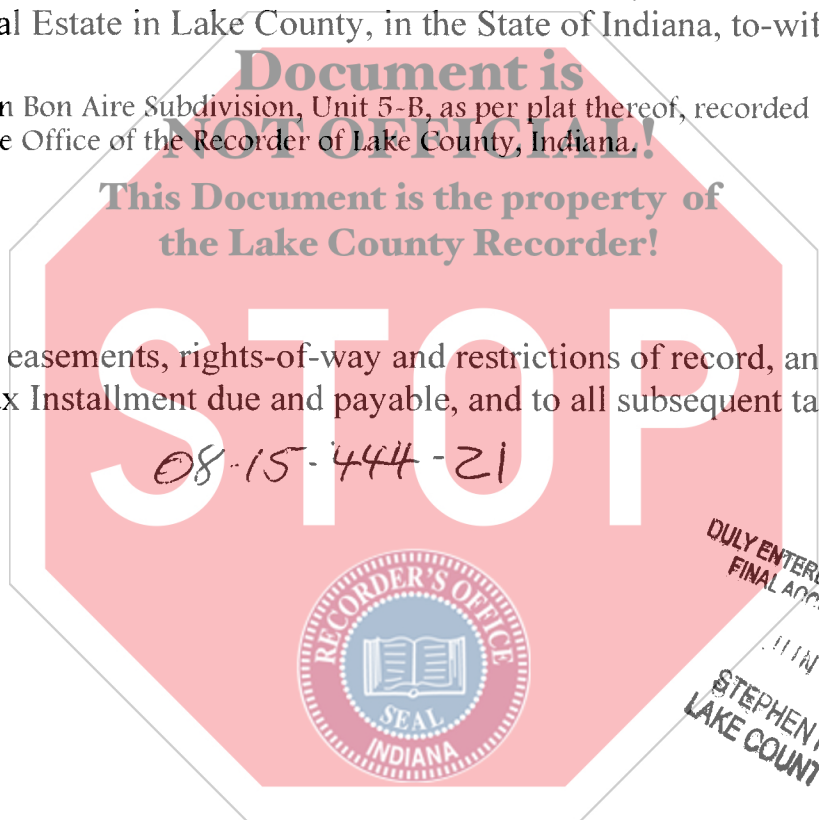 al Estate in Lake County, in the State of Indiana, to-wit
Document is
n Bon Aire Subdivision, Unit 5-B, as per plat thereof, recorded
NOT OFFICIAL!
e Office of the Recorder of Lake County, Indiana.
This Document is the property of
the Lake County Recorder!
STOP
easements, rights-of-way and restrictions of record, an
x Installment due and payable, and to all subsequent ta
08-15-444-21
DULY ENTERE
FINAL ACC
STEPHEN
LAKE COUNT
RECORDER'S OFFICE
SEAL
INDIANA